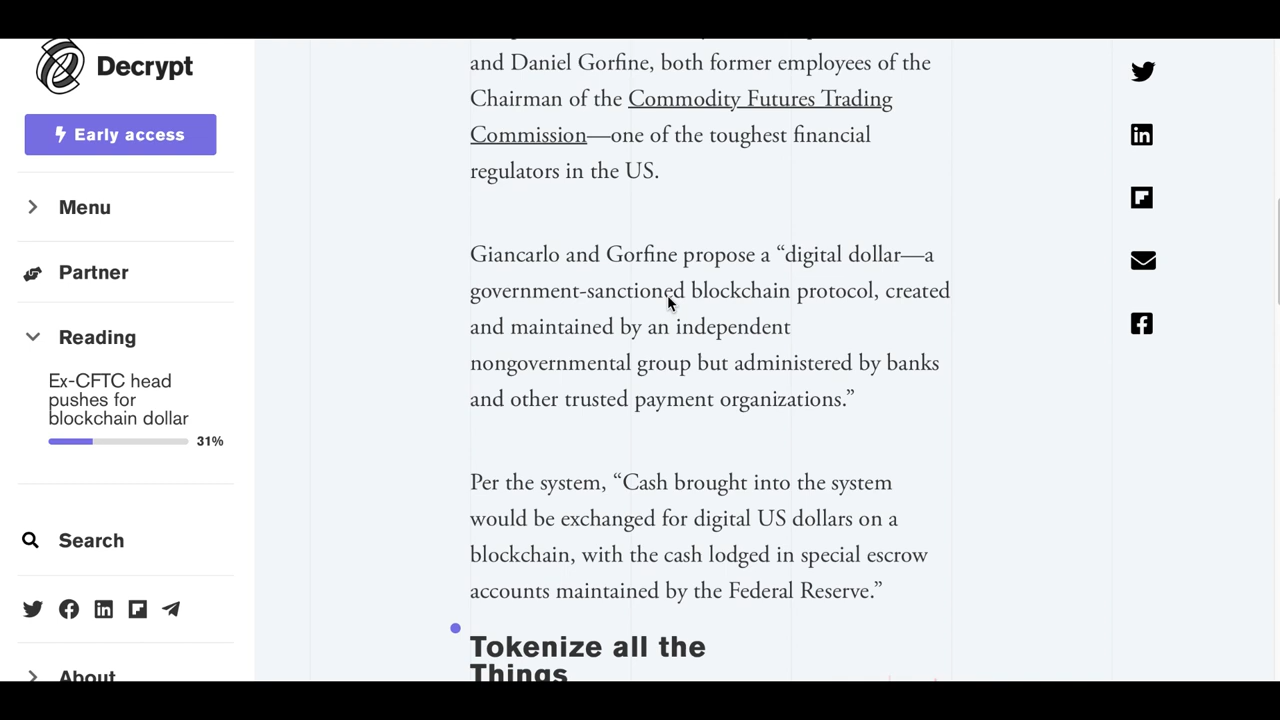 Decrypt
Early access
Menu
Partner
Reading
Ex-CFTC head
pushes for
blockchain dollar
31%
Search
About
and Daniel Gorfine, both former employees of the
Chairman of the Commodity Futures Trading
Commission—one of the toughest financial
regulators in the US.
Giancarlo and Gorfine propose a “digital dollar—a
government-sanctioned blockchain protocol, created
and maintained by an independent
nongovernmental group but administered by banks
and other trusted payment organizations.”
Per the system, “Cash brought into the system
would be exchanged for digital US dollars on a
blockchain, with the cash lodged in special escrow
accounts maintained by the Federal Reserve.”
Tokenize all the
Things